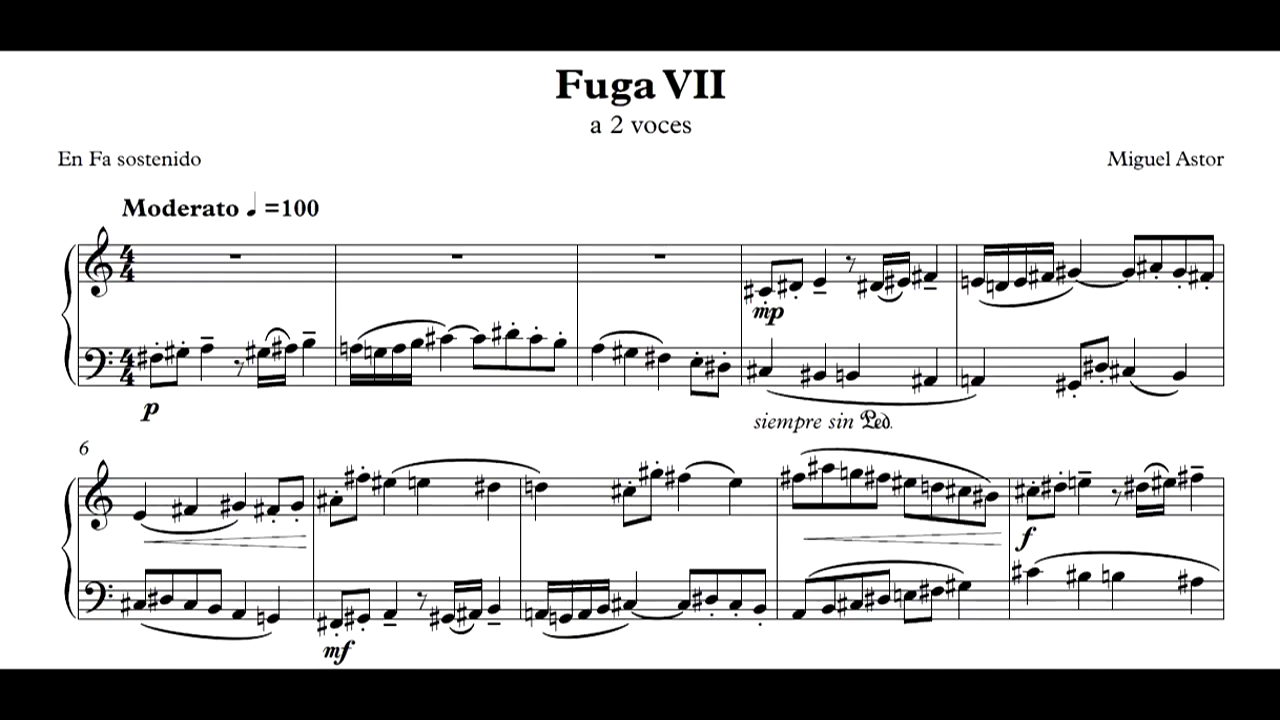 Fuga VII
a 2 voces
En Fa sostenido
Miguel Astor
Moderato ♩ =100
mp
p
siempre sin Ped.
6
f
mf